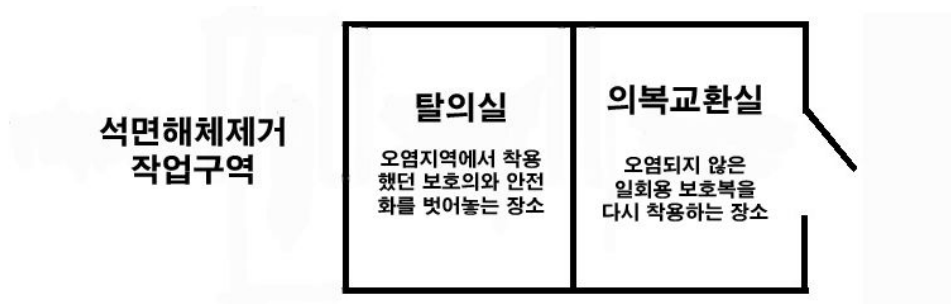 석면해체제거
작업구역
탈의실
오염지역에서 착용
했던 보호의와 안전
화를 벗어놓는 장소
의복교환실
오염되지 않은
일회용 보호복을
다시 착용하는 장소